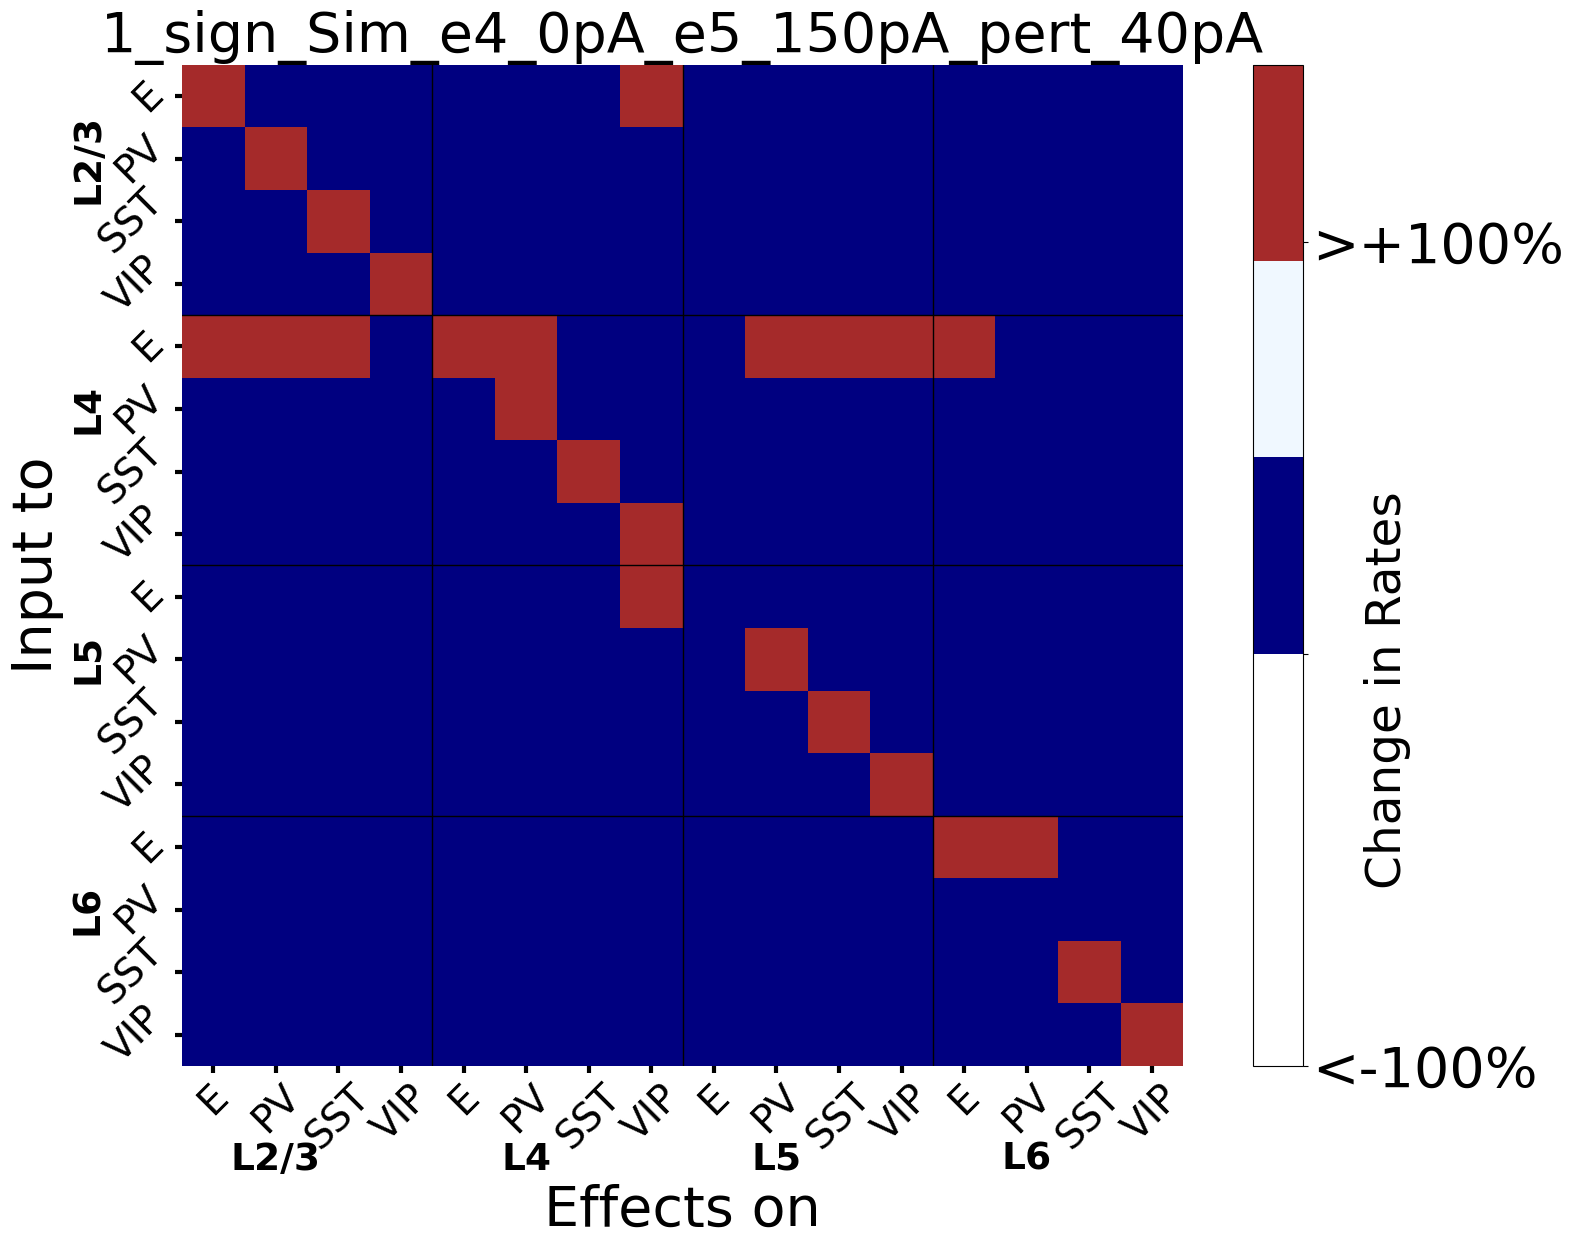 1_sign_Sim_e4_0pA_e5_150pA_pert_40pA
Input to
L2/3
E
PV
SST
VIP
L4
E
PV
SST
VIP
L5
E
PV
SST
VIP
L6
E
PV
SST
VIP
E PV SST VIP E PV SST VIP E PV SST VIP E PV SST VIP
L2/3 L4 L5 L6
Effects on
>+100%
<-100%
Change in Rates